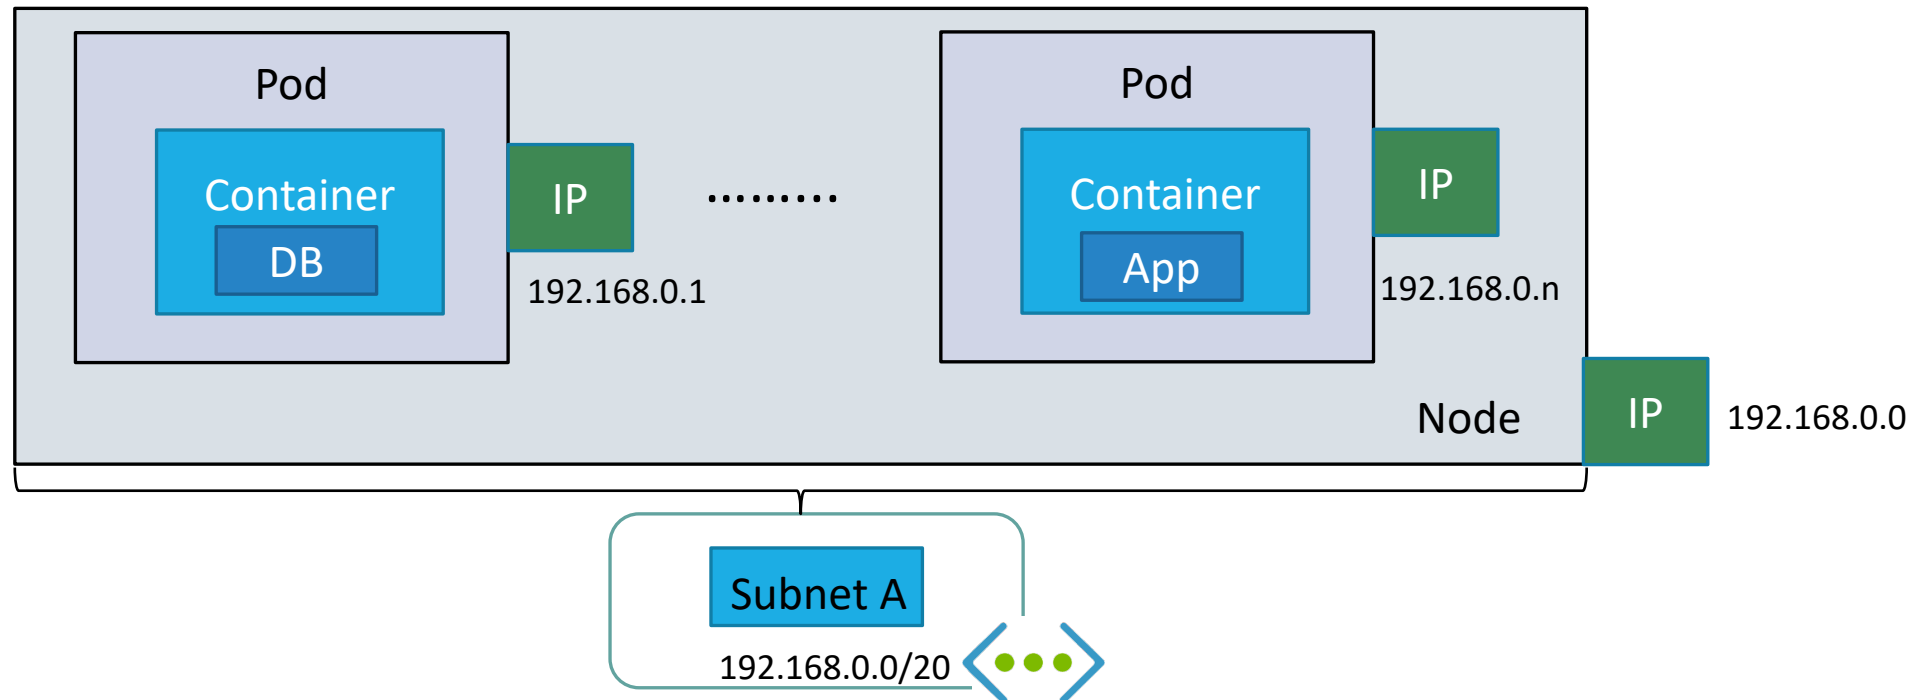 Pod
Container
DB
IP
192.168.0.1
.........
Pod
Container
App
IP
192.168.0.n
Node
IP
192.168.0.0
Subnet A
192.168.0.0/20